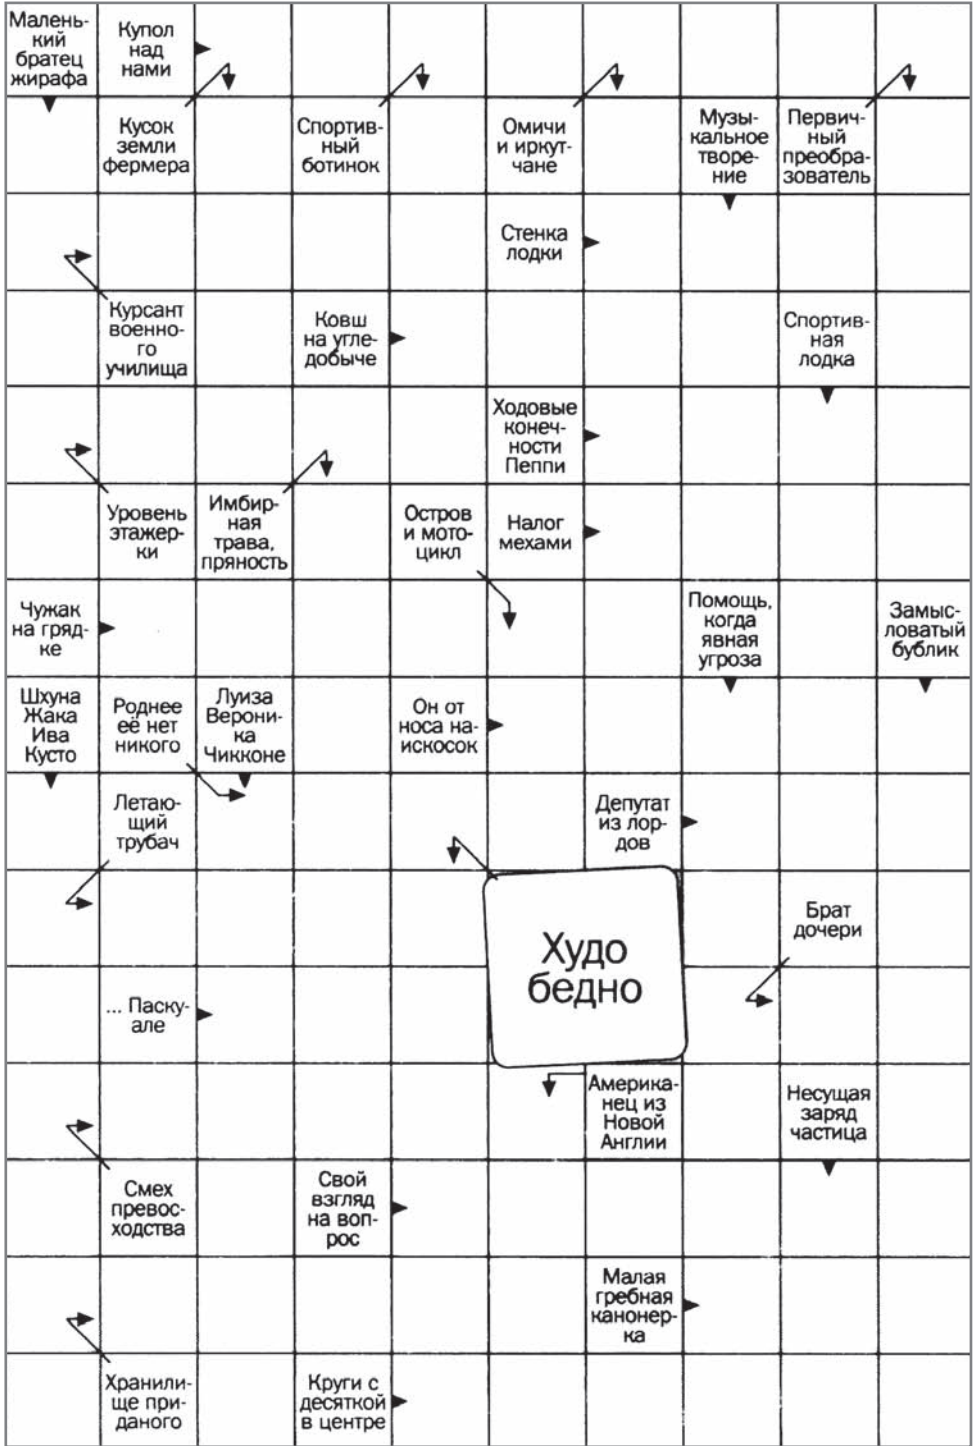 Малень-
кий
братец
жирафа
Купол
над
нами
Кусок
земли
фермера
Спортив-
ный
ботинок
Омичи
и иркут-
чане
Музы-
кальное
творе-
ние
Первич-
ный
преобра-
зователь
Стенка
лодки
Курсант
военно-
го
училища
Ковш
на угле-
добыче
Спортив-
ная
лодка
Ходовые
конеч-
ности
Пеппи
Уровень
этажер-
ки
Имбир-
ная
трава,
пряность
Остров
и мото-
цикл
Налог
мехами
Чужак
на гряд-
ке
Помощь,
когда
явная
угроза
Замыс-
ловатый
бублик
Шхуна
Жака
Ива
Кусто
Роднее
её нет
никого
Луиза
Верони-
ка
Чикконе
Он от
носа на-
искосок
Летаю-
щий
трубач
Депутат
из лор-
дов
Худо
бедно
Брат
дочери
... Паску-
але
Америка-
нец из
Новой
Англии
Несущая
заряд
частица
Смех
превос-
ходства
Свой
взгляд
на воп-
рос
Малая
гребная
канонер-
ка
Хранили-
ще при-
даного
Круги с
десяткой
в центре